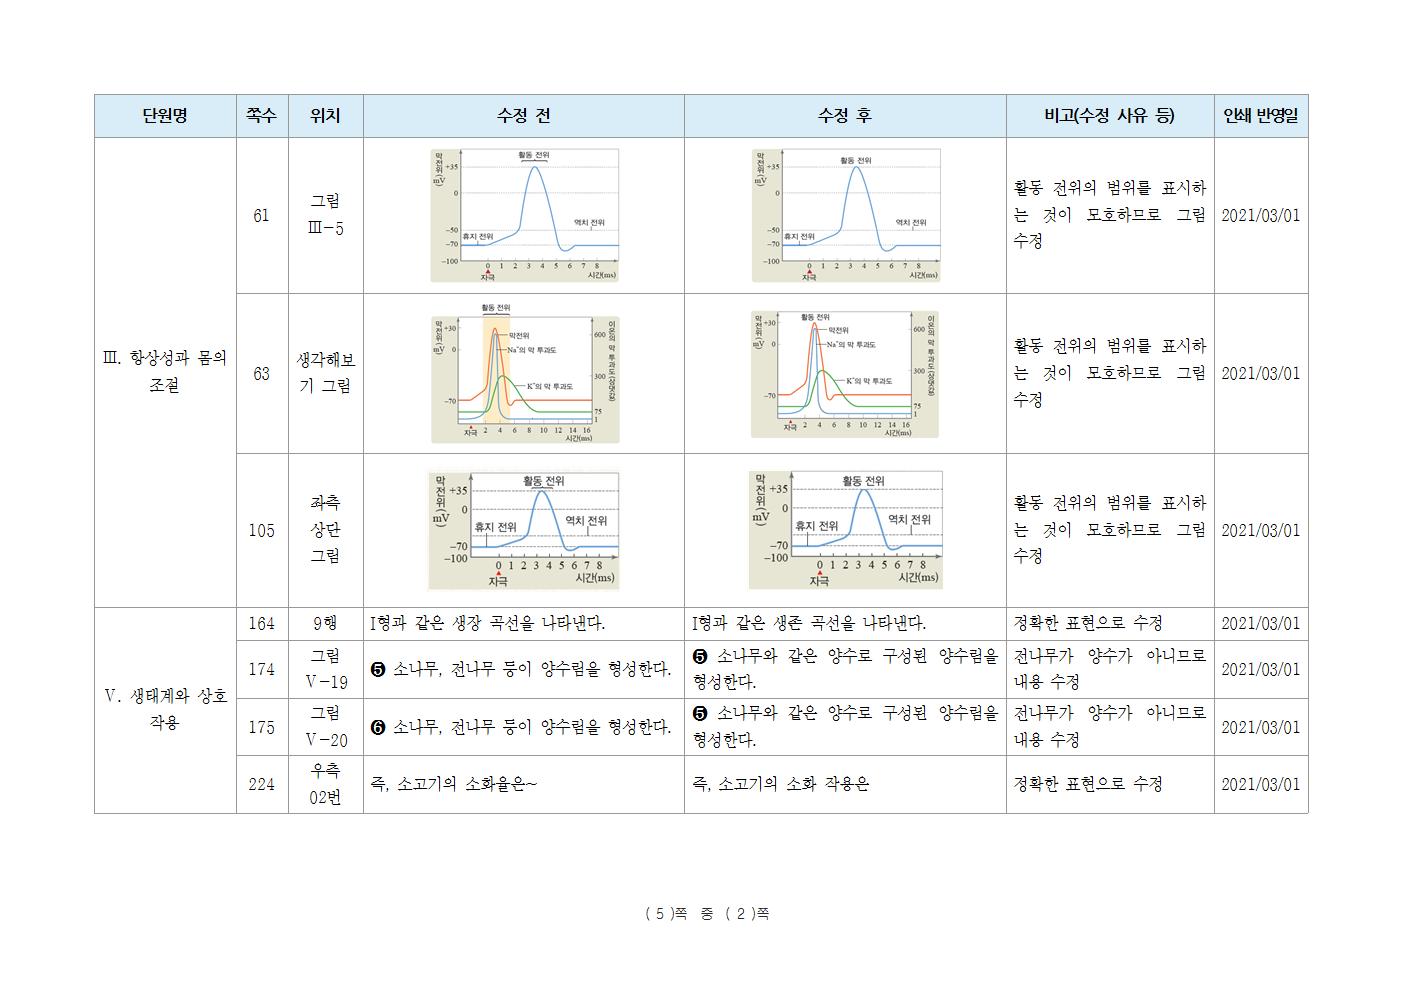 단원명 쪽수 위치 수정 전 수정 후 비고(수정 사유 등) 인쇄 반영일
Ⅲ. 항상성과 몸의
조절
61
그림
Ⅲ-5
막전위(mV)
활동 전위
+35
0
-50
휴지 전위
역치 전위
-70
-100
0 1 2 3 4 5 6 7 8
자극
시간(ms)
막전위(mV)
활동 전위
+35
0
-50
휴지 전위
역치 전위
-70
-100
0 1 2 3 4 5 6 7 8
자극
시간(ms)
활동 전위의 범위를 표시하
는 것이 모호하므로 그림
수정
2021/03/01
63
생각해보
기 그림
활동 전위
막전위(mV)
+30
0
-70
막전위
Na⁺의 막 투과도
K⁺의 막 투과도
이온의 막 투과도(상댓값)
600
300
75
1
자극 2 4 6 8 10 12 14 16
시간(ms)
활동 전위
막전위(mV)
+30
0
-70
막전위
Na⁺의 막 투과도
K⁺의 막 투과도
이온의 막 투과도(상댓값)
600
300
75
1
자극 2 4 6 8 10 12 14 16
시간(ms)
활동 전위의 범위를 표시하
는 것이 모호하므로 그림
수정
2021/03/01
105
좌측
상단
그림
막전위(mV)
활동 전위
+35
0
휴지 전위
역치 전위
-70
-100
0 1 2 3 4 5 6 7 8
자극
시간(ms)
막전위(mV)
활동 전위
+35
0
휴지 전위
역치 전위
-70
-100
0 1 2 3 4 5 6 7 8
자극
시간(ms)
활동 전위의 범위를 표시하
는 것이 모호하므로 그림
수정
2021/03/01
Ⅴ. 생태계와 상호
작용
164 9행 I형과 같은 생장 곡선을 나타낸다. I형과 같은 생존 곡선을 나타낸다. 정확한 표현으로 수정 2021/03/01
174
그림
Ⅴ-19
❺ 소나무, 전나무 등이 양수림을 형성한다.
❺ 소나무와 같은 양수로 구성된 양수림을
형성한다.
전나무가 양수가 아니므로
내용 수정
2021/03/01
175
그림
Ⅴ-20
❻ 소나무, 전나무 등이 양수림을 형성한다.
❺ 소나무와 같은 양수로 구성된 양수림을
형성한다.
전나무가 양수가 아니므로
내용 수정
2021/03/01
224
우측
02번
즉, 소고기의 소화율은~
즉, 소고기의 소화 작용은
정확한 표현으로 수정
2021/03/01
( 5 )쪽 중 ( 2 )쪽